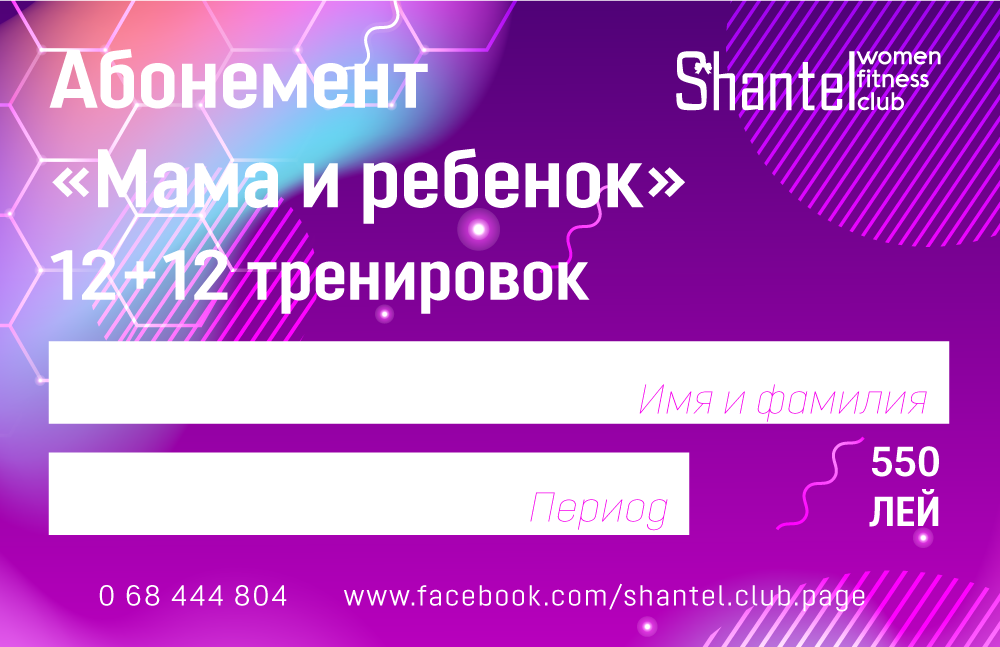 Абонемент
Shantel
women
fitness
club
«Мама и ребенок»
12+12 тренировок
Имя и фамилия
Период
550
ЛЕЙ
0 68 444 804
www.facebook.com/shantel.club.page